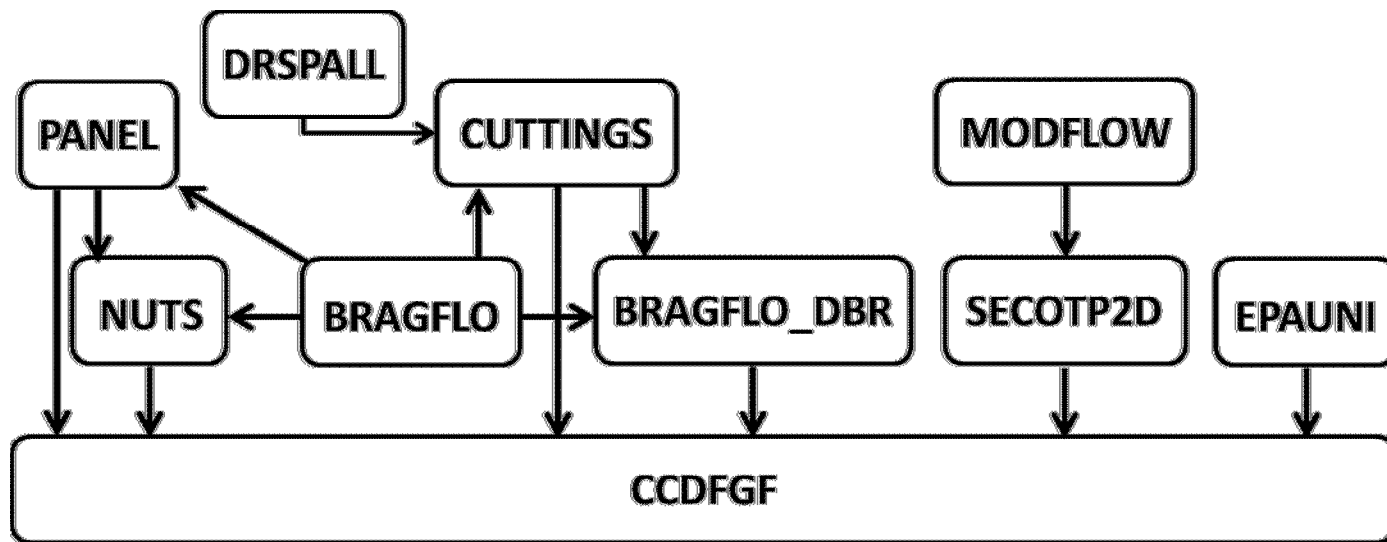 DRSPALL
PANEL
CUTTINGS
MODFLOW
NUTS
BRAGFLO
BRAGFLO_DBR
SECOTP2D
EPAUNI
CCDFGF